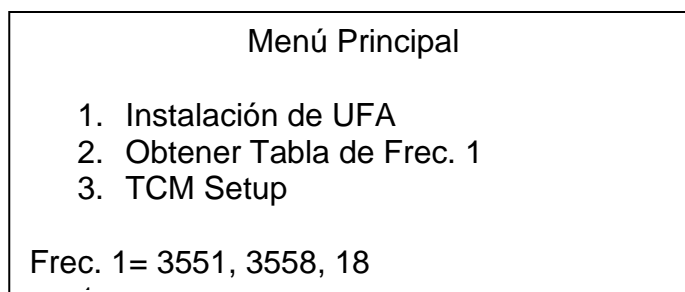 Menú Principal
1. Instalación de UFA
2. Obtener Tabla de Frec. 1
3. TCM Setup
Frec. 1= 3551, 3558, 18